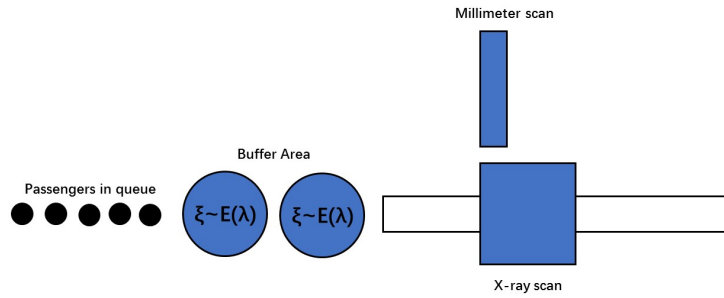 Millimeter scan
Buffer Area
Passengers in queue
ξ~E(λ)
ξ~E(λ)
X-ray scan